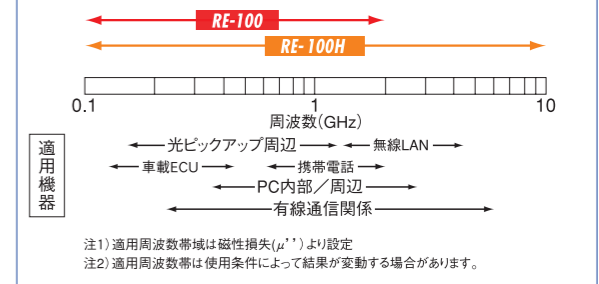 RE-100
RE-100H
0.1 1 10
周波数(GHz)
適用機器
光ピックアップ周辺 無線LAN
車載ECU 携帯電話
PC内部/周辺
有線通信関係
注1)適用周波数帯域は磁性損失(μ'')より設定
注2)適用周波数帯は使用条件によって結果が変動する場合があります。